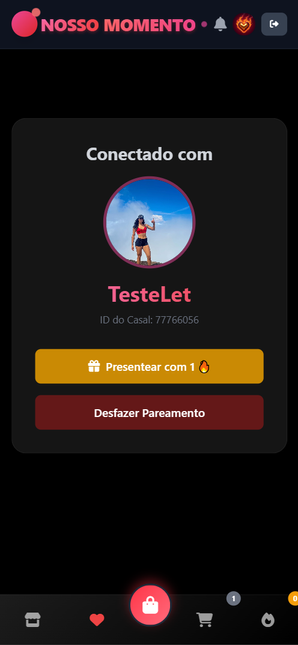 NOSSO MOMENTO
Conectado com
TesteLet
ID do Casal: 77766056
Presentear com 1
Desfazer Pareamento
1
0